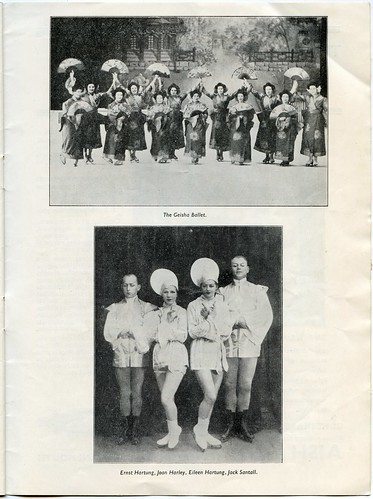 The Geisha Ballet.
Ernst Hartung, Joan Harley, Eileen Hartung, Jack Santall.